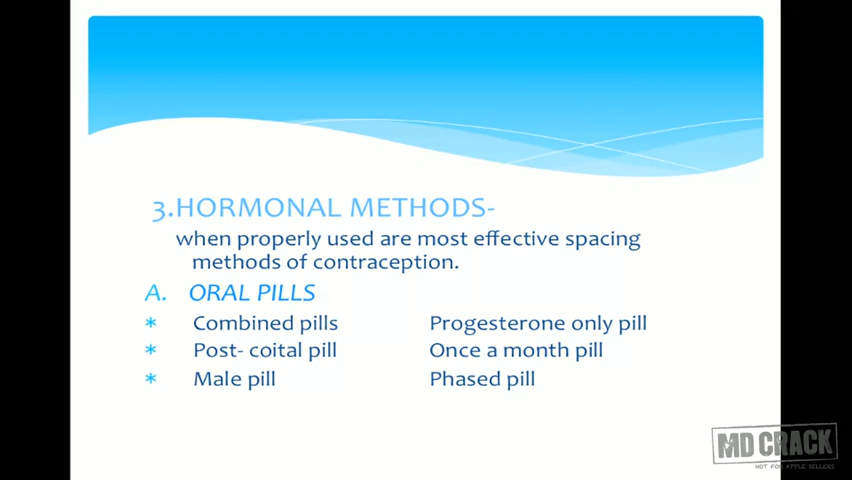 3.HORMONAL METHODS-
when properly used are most effective spacing
methods of contraception.
A. ORAL PILLS
* Combined pills Progesterone only pill
* Post- coital pill Once a month pill
* Male pill Phased pill
MD CRACK
NOT FOR APPLE SELLERS